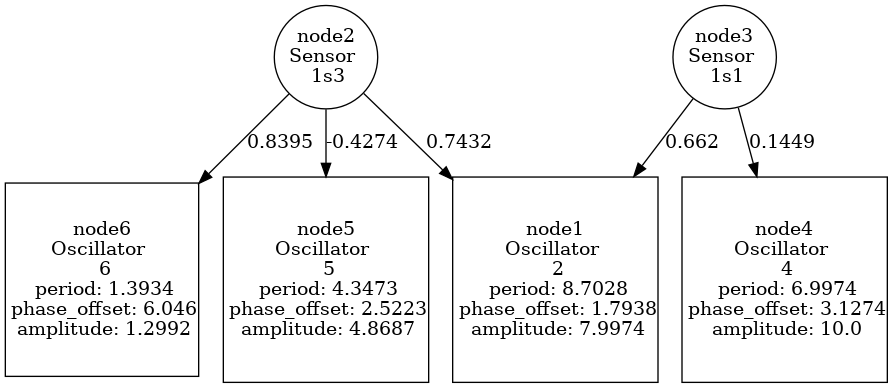 node2
Sensor
1s3
node3
Sensor
1s1
0.8395
-0.4274
0.7432
0.662
0.1449
node6
Oscillator
6
period: 1.3934
phase_offset: 6.046
amplitude: 1.2992
node5
Oscillator
5
period: 4.3473
phase_offset: 2.5223
amplitude: 4.8687
node1
Oscillator
2
period: 8.7028
phase_offset: 1.7938
amplitude: 7.9974
node4
Oscillator
4
period: 6.9974
phase_offset: 3.1274
amplitude: 10.0